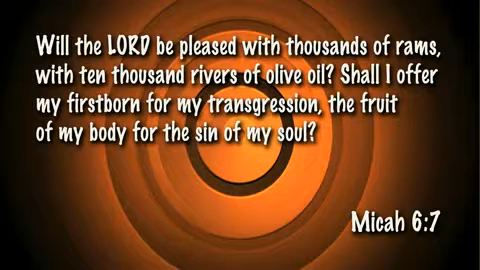 Will the LORD be pleased with thousands of rams,
with ten thousand rivers of olive oil? Shall I offer
my firstborn for my transgression, the fruit
of my body for the sin of my soul?
Micah 6:7